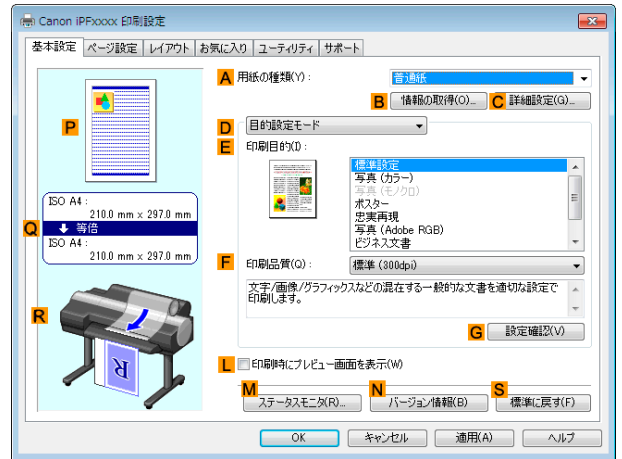 Canon iPFxxxx 印刷設定
基本設定 ページ設定 レイアウト お気に入り ユーティリティ サポート
A 用紙の種類(Y): 普通紙
B 情報の取得(O)... C 詳細設定(G)...
P
D 目的設定モード
E 印刷目的(I):
標準設定
写真 (カラー)
写真 (モノクロ)
ポスター
忠実再現
写真 (Adobe RGB)
ビジネス文書
ISO A4 :
210.0 mm x 297.0 mm
Q 等倍
ISO A4 :
210.0 mm x 297.0 mm
F 印刷品質(Q): 標準 (300dpi)
文字/画像/グラフィックスなどの混在する一般的な文書を適切な設定で
印刷します。
R
G 設定確認(V)
R
L 印刷時にプレビュー画面を表示(W)
M N S
ステータスモニタ(R)... バージョン情報(B) 標準に戻す(F)
OK キャンセル 適用(A) ヘルプ